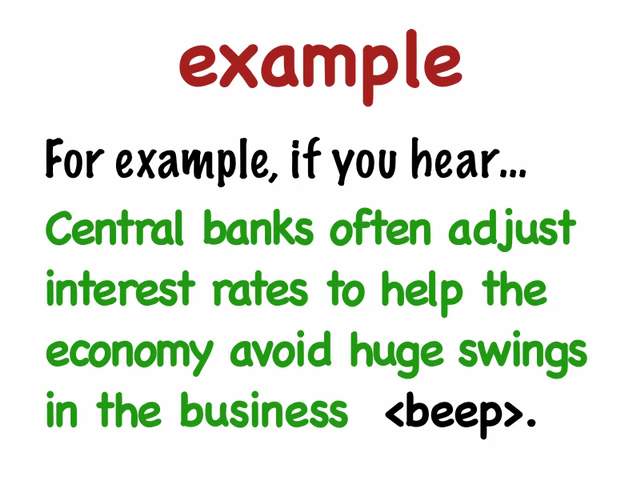 example
For example, if you hear...
Central banks often adjust
interest rates to help the
economy avoid huge swings
in the business <beep>.